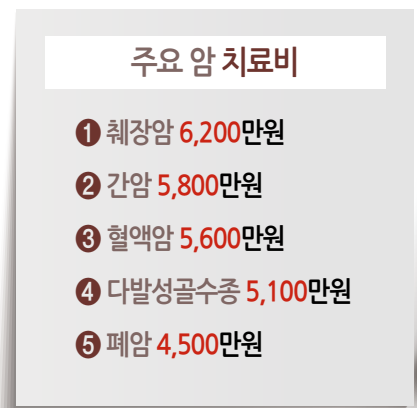 주요 암 치료비
❶ 췌장암 6,200만원
❷ 간암 5,800만원
❸ 혈액암 5,600만원
❹ 다발성골수종 5,100만원
❺ 폐암 4,500만원